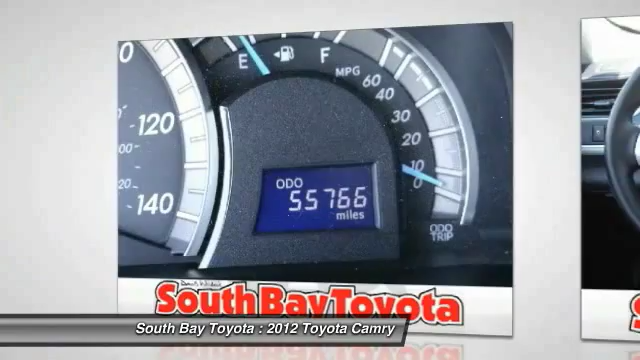 E F
MPG
60
40
30
20
10
0
120
140
ODO
55766
miles
ODO
TRIP
South Bay Toyota
South Bay Toyota : 2012 Toyota Camry